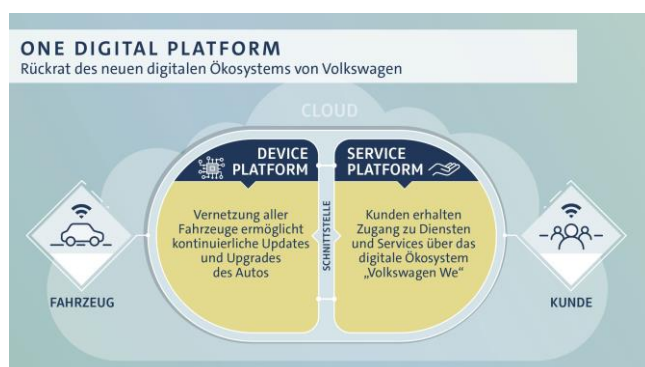 ONE DIGITAL PLATFORM
Rückrat des neuen digitalen Ökosystems von Volkswagen
CLOUD
DEVICE
PLATFORM
Vernetzung aller
Fahrzeuge ermöglicht
kontinuierliche Updates
und Upgrades
des Autos
SCHNITTSTELLE
SERVICE
PLATFORM
Kunden erhalten
Zugang zu Diensten
und Services über das
digitale Ökosystem
„Volkswagen We“
FAHRZEUG
KUNDE